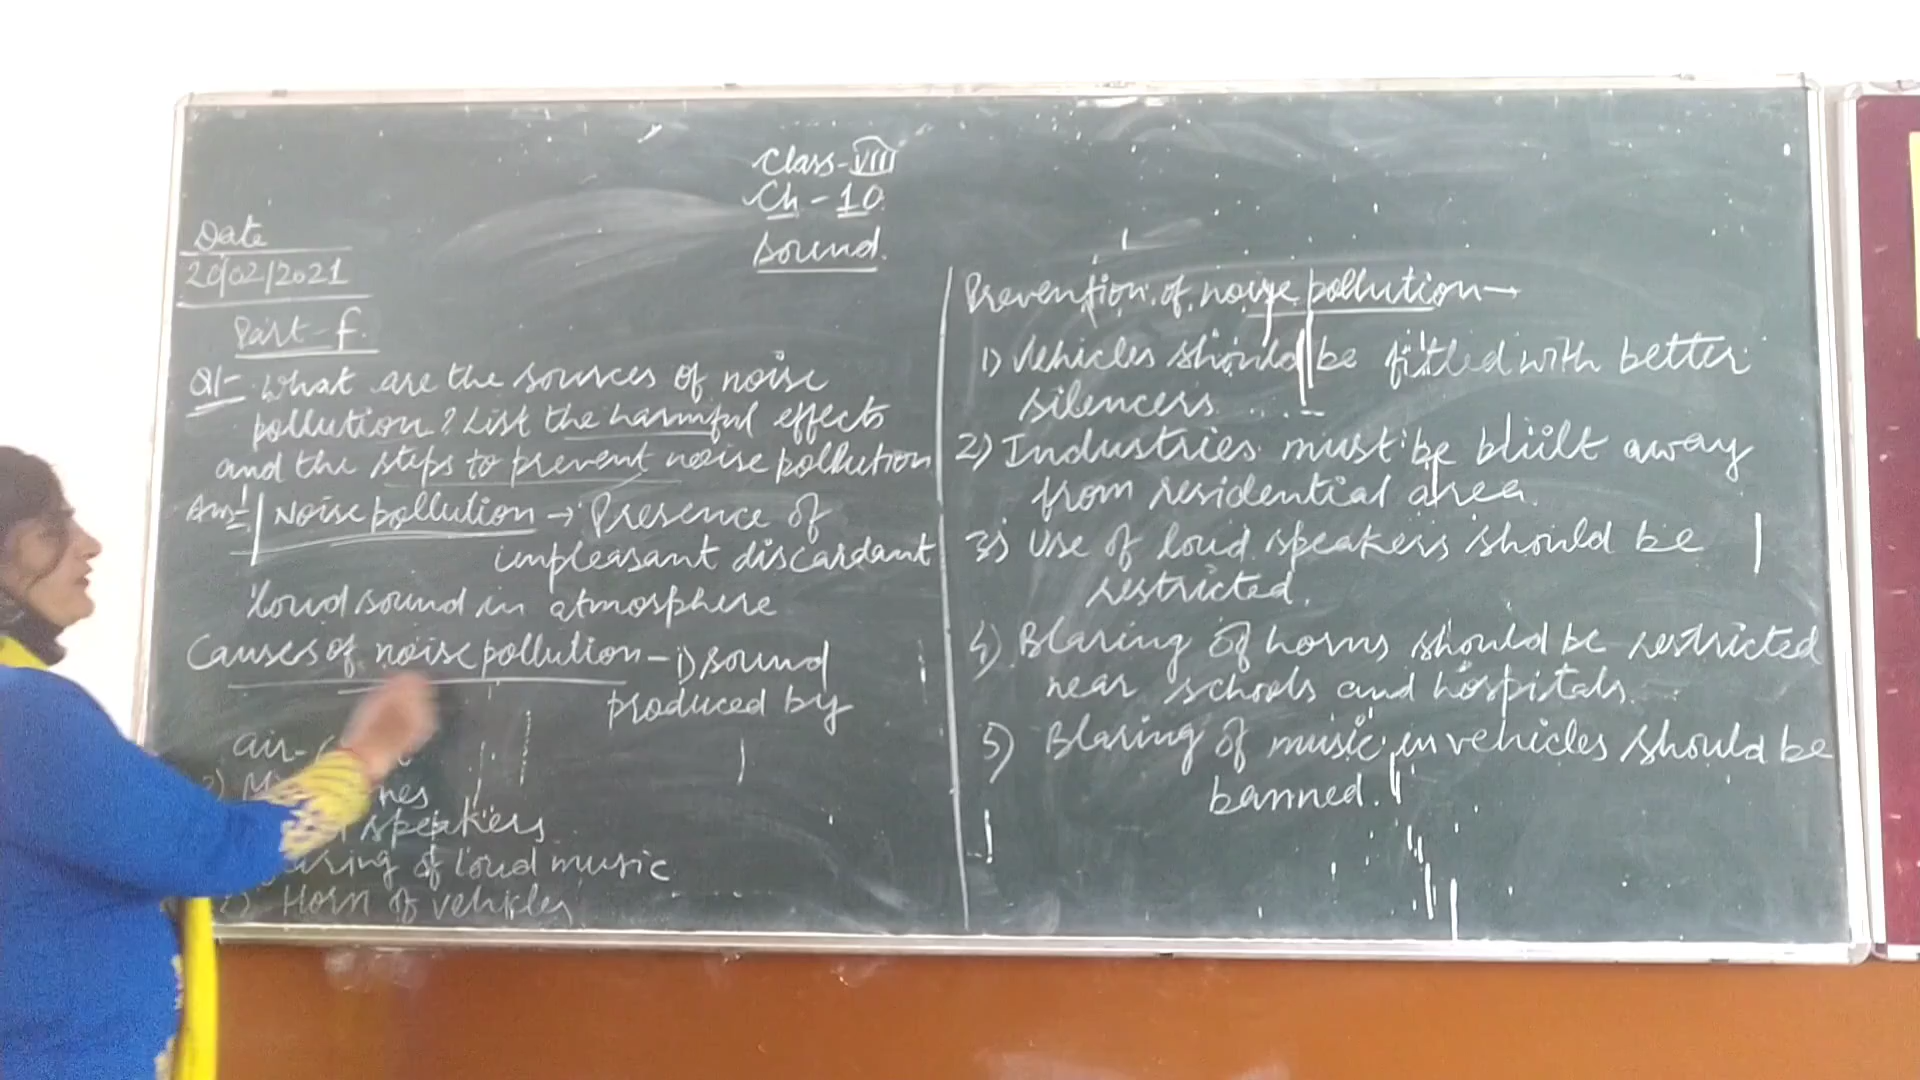 Class-VIII
Ch-10
Sound.
Date
20/02/2021
Part-f.
Q1- What are the sources of noise
pollution? List the harmful effects
and the steps to prevent noise pollution
Ans-1 Noise pollution → Presence of
unpleasant discardant
loud sound in atmosphere
Causes of noise pollution - 1) sound
produced by
air-
speakers
of loud music
Horn of vehicles
Prevention of noise pollution →
1) Vehicles should be fitted with better
silencers
2) Industries must be built away
from residential area.
3) Use of loud speakers should be
restricted.
4) Blaring of horns should be restricted
near schools and hospitals.
5) Blaring of music in vehicles should be
banned.